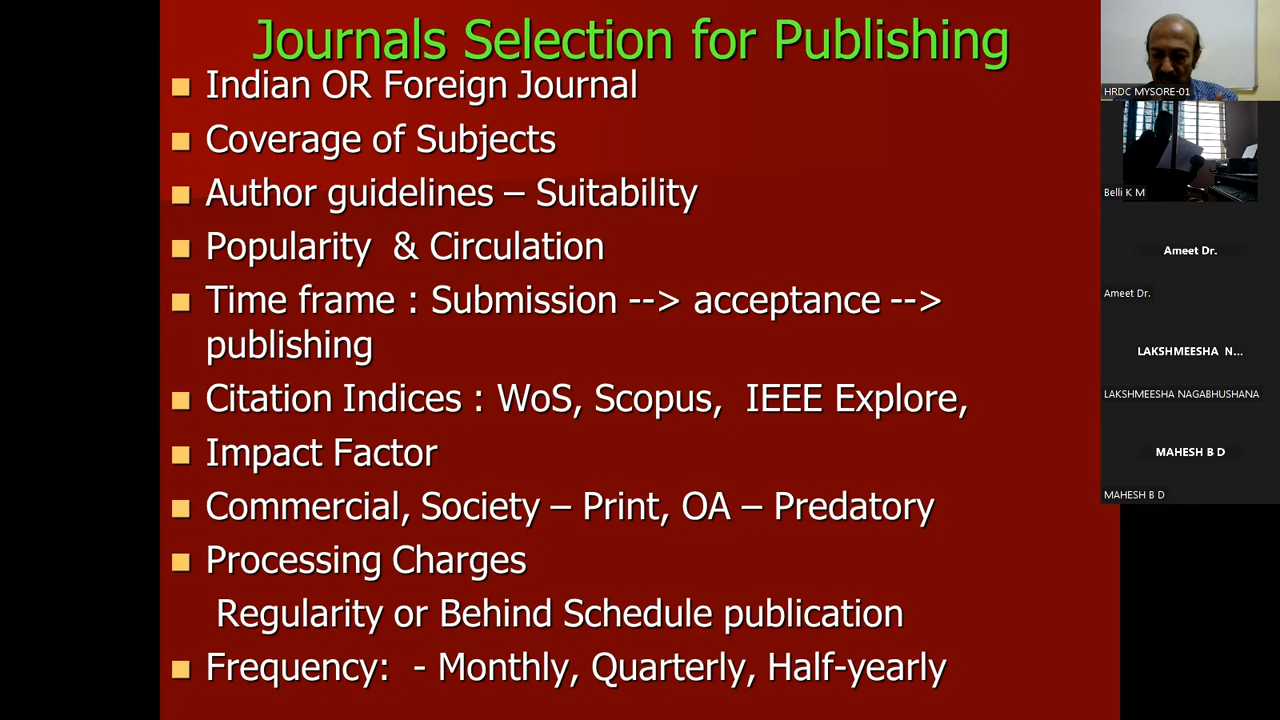 Journals Selection for Publishing
Indian OR Foreign Journal
Coverage of Subjects
Author guidelines – Suitability
Popularity & Circulation
Time frame : Submission --> acceptance -->
publishing
Citation Indices : WoS, Scopus, IEEE Explore,
Impact Factor
Commercial, Society – Print, OA – Predatory
Processing Charges
Regularity or Behind Schedule publication
Frequency: - Monthly, Quarterly, Half-yearly
HRDC MYSORE-01
Belli K M
Ameet Dr.
Ameet Dr.
LAKSHMEESHA N...
LAKSHMEESHA NAGABHUSHANA
MAHESH B D
MAHESH B D